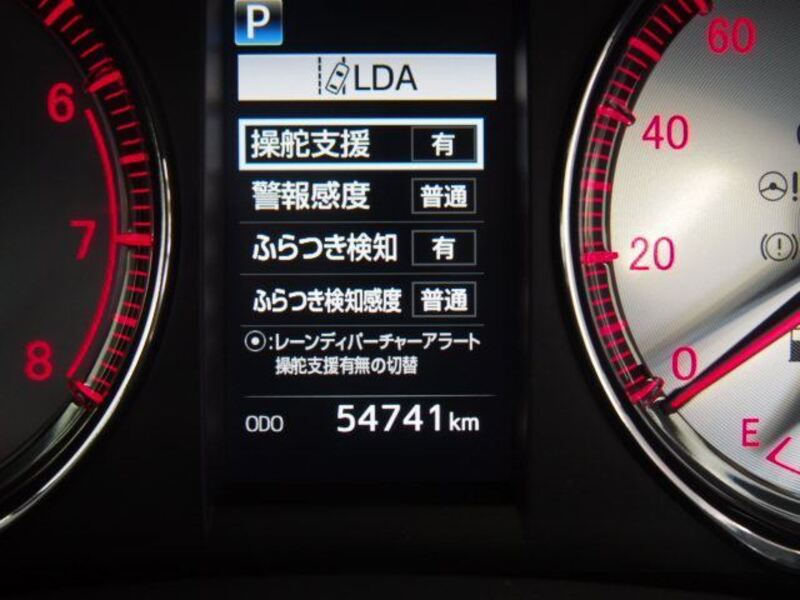 P
LDA
操舵支援 有
警報感度 普通
ふらつき検知 有
ふらつき検知感度 普通
⦿:レーンディパーチャーアラート
操舵支援有無の切替
ODO 54741km
6
7
8
60
40
20
0
E